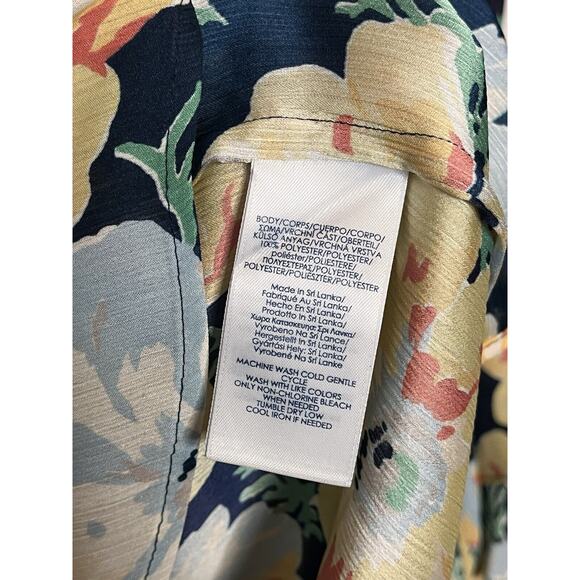 BODY/CORPS/CUERPO/CORPO/
ΣΩΜΑ/VRCHNÍ ČÁST/OBERTEIL/
KÜLSŐ ANYAG/VRCHNÁ VRSTVA
100% POLYESTER/POLYESTER/
poliéster/POLIESTERE/
ΠΟΛΥΕΣΤΕΡΑΣ/POLYESTER/
POLYESTER/POLIÉSZTER/POLYESTER
Made in Sri Lanka/
Fabriqué Au Sri Lanka/
Hecho En Sri Lanka/
Prodotto In Sri Lanka/
Χωρα Κατασκευης Σρι Λανκα/
Vyrobeno Na Srí Lance/
Hergestellt In Sri Lanka/
Gyártási Hely: Srí Lanka/
Vyrobené Na Srí Lanke
MACHINE WASH COLD GENTLE
CYCLE
WASH WITH LIKE COLORS
ONLY NON-CHLORINE BLEACH
WHEN NEEDED
TUMBLE DRY LOW
COOL IRON IF NEEDED